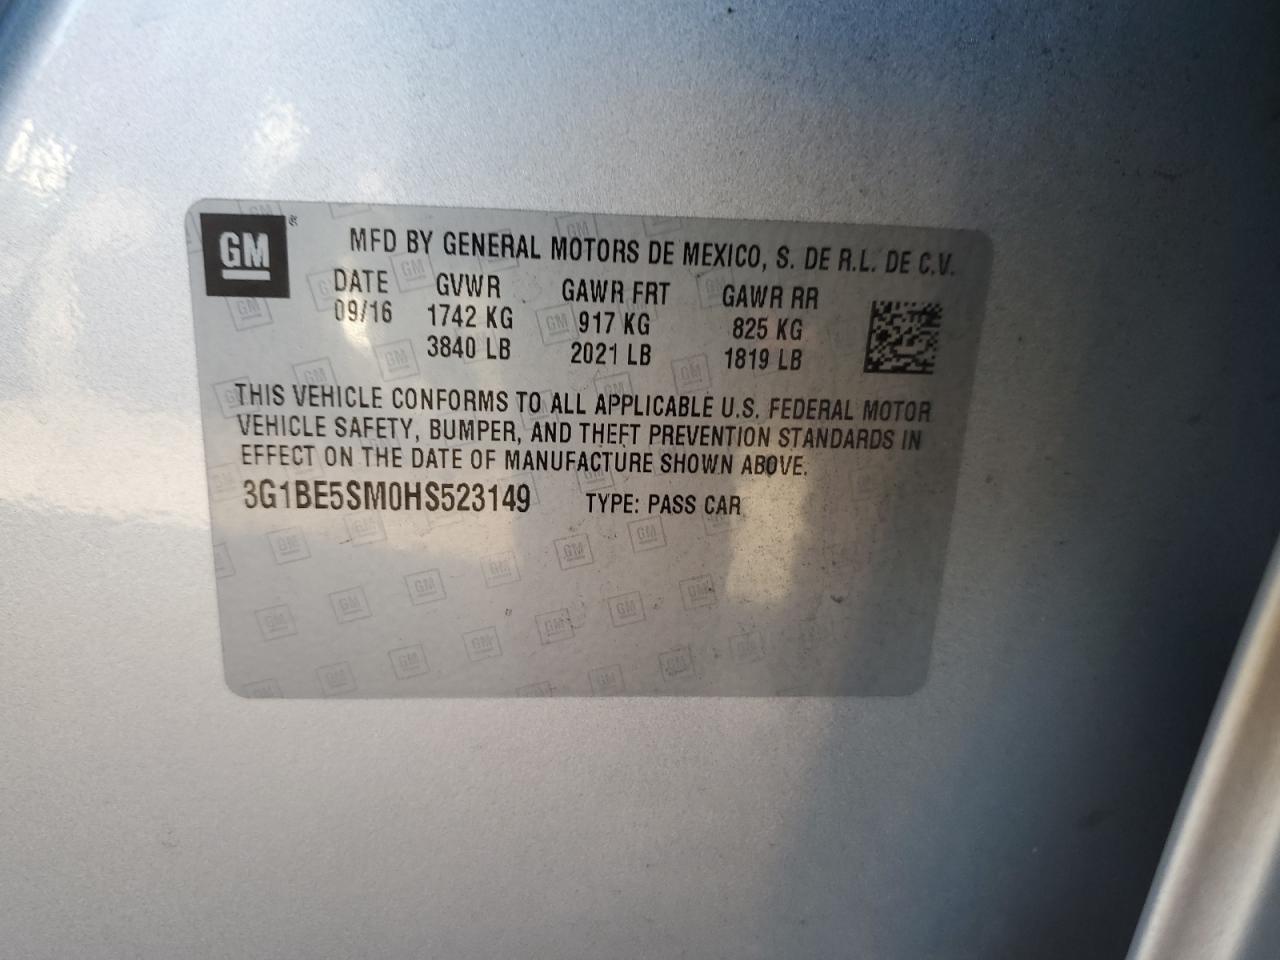 GM®
MFD BY GENERAL MOTORS DE MEXICO, S. DE R.L. DE C.V.
DATE GVWR GAWR FRT GAWR RR
09/16 1742 KG 917 KG 825 KG
3840 LB 2021 LB 1819 LB
THIS VEHICLE CONFORMS TO ALL APPLICABLE U.S. FEDERAL MOTOR
VEHICLE SAFETY, BUMPER, AND THEFT PREVENTION STANDARDS IN
EFFECT ON THE DATE OF MANUFACTURE SHOWN ABOVE.
3G1BE5SM0HS523149 TYPE: PASS CAR